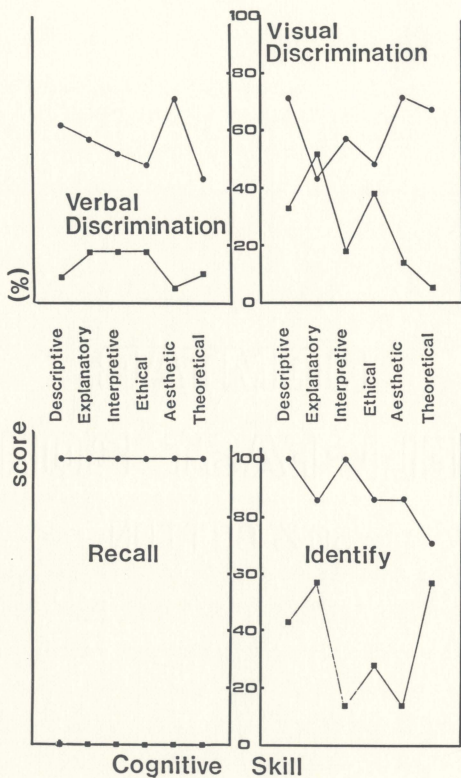 100
Visual
Discrimination
80
60
40
20
0
Verbal
Discrimination
(%)
Descriptive
Explanatory
Interpretive
Ethical
Aesthetic
Theoretical
Descriptive
Explanatory
Interpretive
Ethical
Aesthetic
Theoretical
score
100
80
60
40
20
0
Recall
Identify
Cognitive Skill